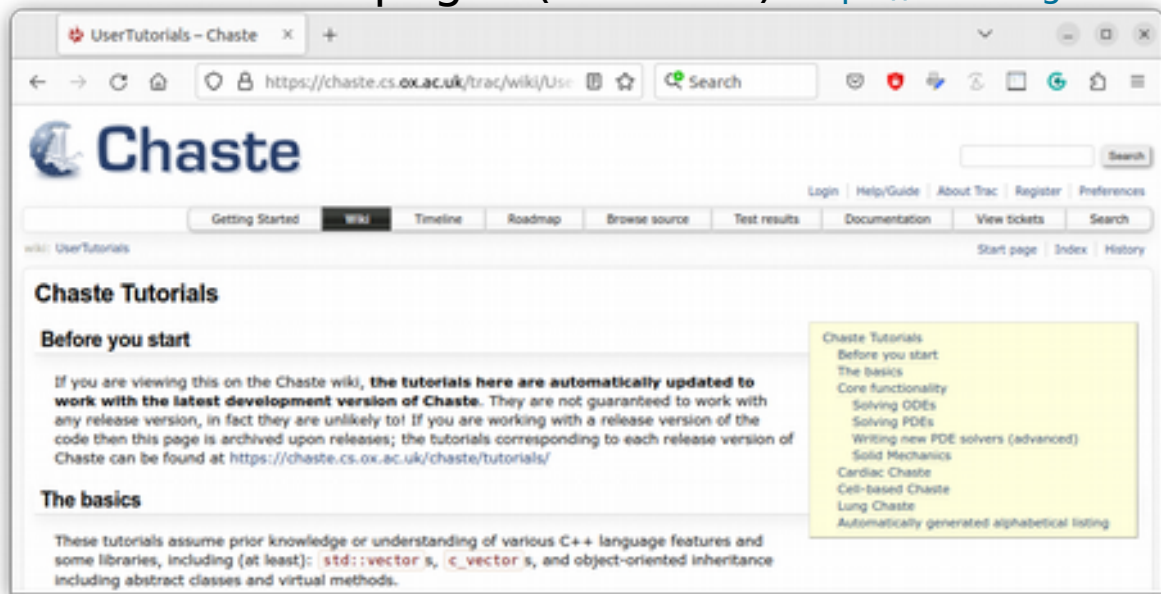 UserTutorials – Chaste × +
https://chaste.cs.ox.ac.uk/trac/wiki/Use Search
Chaste
Search
Login | Help/Guide | About Trac | Register | Preferences
Getting Started Wiki Timeline Roadmap Browse source Test results Documentation View tickets Search
wiki: UserTutorials
Start page | Index | History
Chaste Tutorials
Before you start
If you are viewing this on the Chaste wiki, the tutorials here are automatically updated to
work with the latest development version of Chaste. They are not guaranteed to work with
any release version, in fact they are unlikely to! If you are working with a release version of
the code then this page is archived upon releases; the tutorials corresponding to each release version of
Chaste can be found at https://chaste.cs.ox.ac.uk/chaste/tutorials/
Chaste Tutorials
Before you start
The basics
Core functionality
Solving ODEs
Solving PDEs
Writing new PDE solvers (advanced)
Solid Mechanics
Cardiac Chaste
Cell-based Chaste
Lung Chaste
Automatically generated alphabetical listing
The basics
These tutorials assume prior knowledge or understanding of various C++ language features and
some libraries, including (at least): std::vector s, c_vector s, and object-oriented inheritance
including abstract classes and virtual methods.